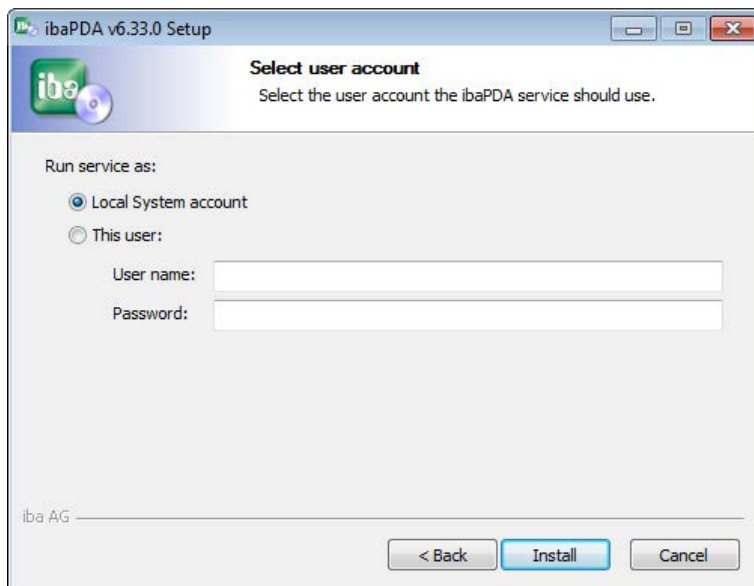 ibaPDA v6.33.0 Setup
iba
Select user account
Select the user account the ibaPDA service should use.
Run service as:
Local System account
This user:
User name:
Password:
iba AG
< Back
Install
Cancel